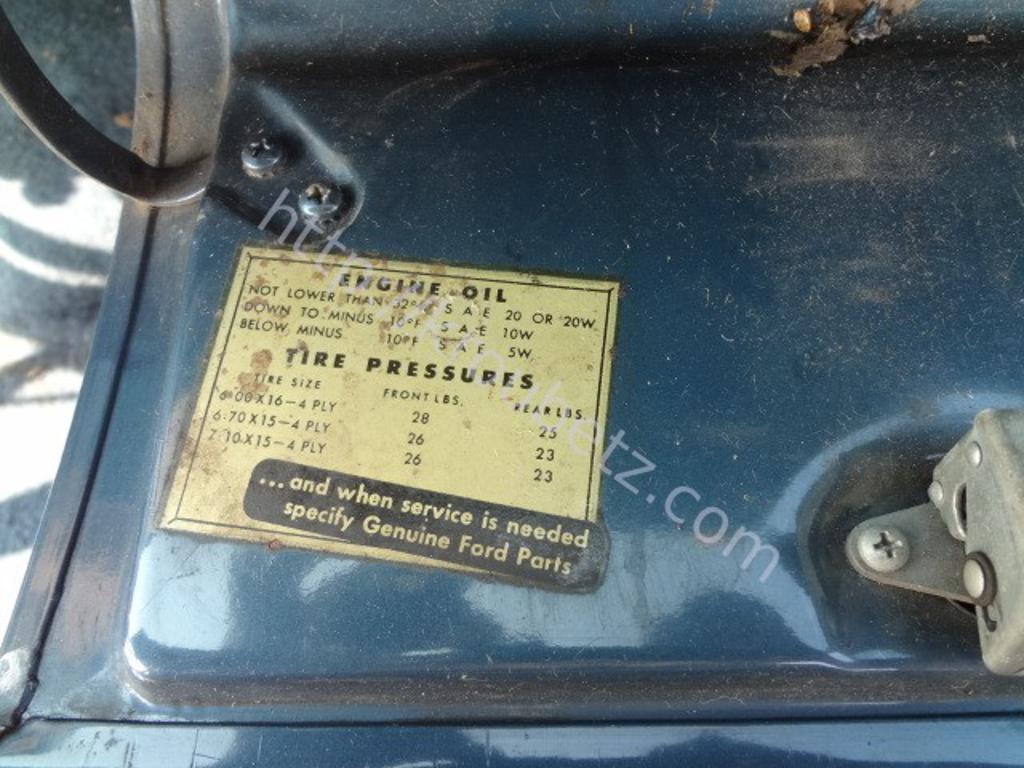 ENGINE OIL
NOT LOWER THAN 32°F S A E 20 OR 20W
DOWN TO MINUS 10°F S A E 10W
BELOW MINUS 10°F S A E 5W
TIRE PRESSURES
TIRE SIZE FRONT LBS. REAR LBS.
6:00X16-4 PLY 28 25
6:70X15-4 PLY 26 23
7:10X15-4 PLY 26 23
...and when service is needed
specify Genuine Ford Parts